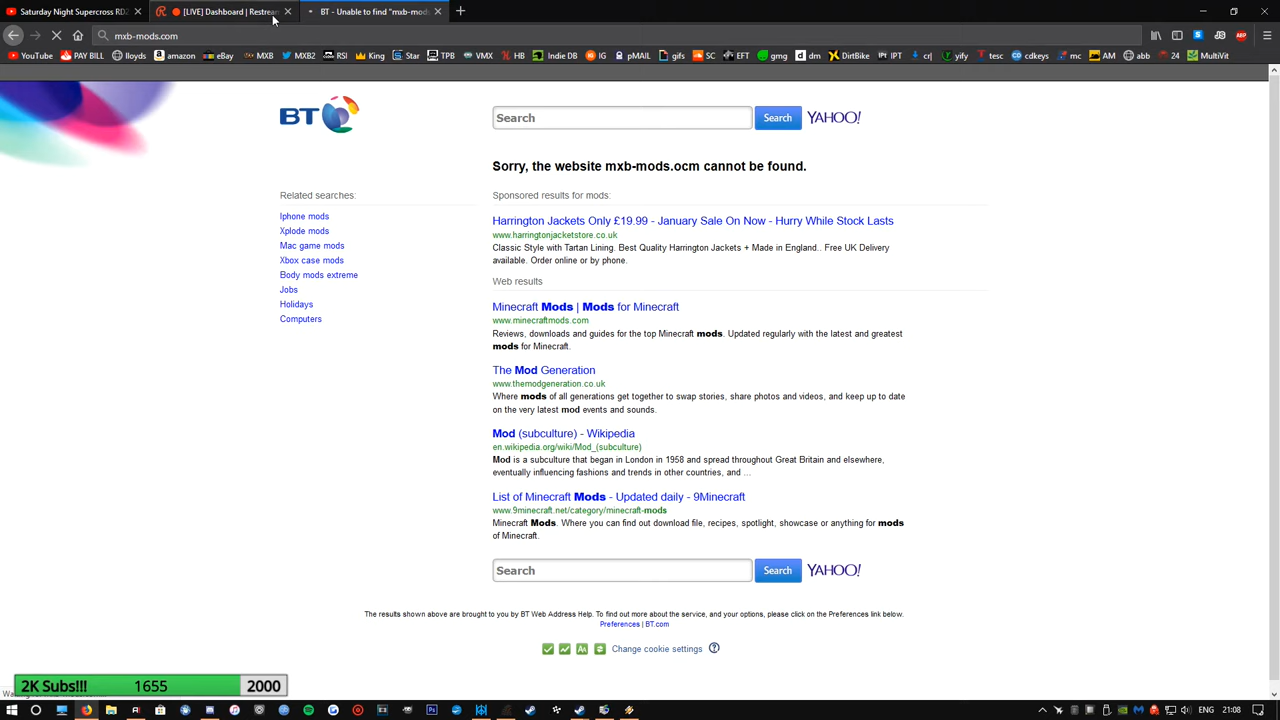 Saturday Night Supercross RD2
[LIVE] Dashboard | Restream
BT - Unable to find "mxb-mods
mxb-mods.com
YouTube PAY BILL lloyds amazon eBay MXB MXB2 RSI King Star TPB VMX HB Indie DB IG pMAIL gifs SC EFT gmg dm DirtBike IPT cr| yify tesc cdkeys mc AM abb 24 MultiVit
BT
Search Search YAHOO!
Sorry, the website mxb-mods.ocm cannot be found.
Related searches:
Iphone mods
Xplode mods
Mac game mods
Xbox case mods
Body mods extreme
Jobs
Holidays
Computers
Sponsored results for mods:
Harrington Jackets Only £19.99 - January Sale On Now - Hurry While Stock Lasts
www.harringtonjacketstore.co.uk
Classic Style with Tartan Lining. Best Quality Harrington Jackets + Made in England.. Free UK Delivery
available. Order online or by phone.
Web results
Minecraft Mods | Mods for Minecraft
www.minecraftmods.com
Reviews, downloads and guides for the top Minecraft mods. Updated regularly with the latest and greatest
mods for Minecraft.
The Mod Generation
www.themodgeneration.co.uk
Where mods of all generations get together to swap stories, share photos and videos, and keep up to date
on the very latest mod events and sounds.
Mod (subculture) - Wikipedia
en.wikipedia.org/wiki/Mod_(subculture)
Mod is a subculture that began in London in 1958 and spread throughout Great Britain and elsewhere,
eventually influencing fashions and trends in other countries, and ...
List of Minecraft Mods - Updated daily - 9Minecraft
www.9minecraft.net/category/minecraft-mods
Minecraft Mods. Where you can find out download file, recipes, spotlight, showcase or anything for mods
of Minecraft.
Search Search YAHOO!
The results shown above are brought to you by BT Web Address Help. To find out more about the service, and your options, please click on the Preferences link below.
Preferences | BT.com
Change cookie settings
2K Subs!!! 1655 2000
ENG 21:08